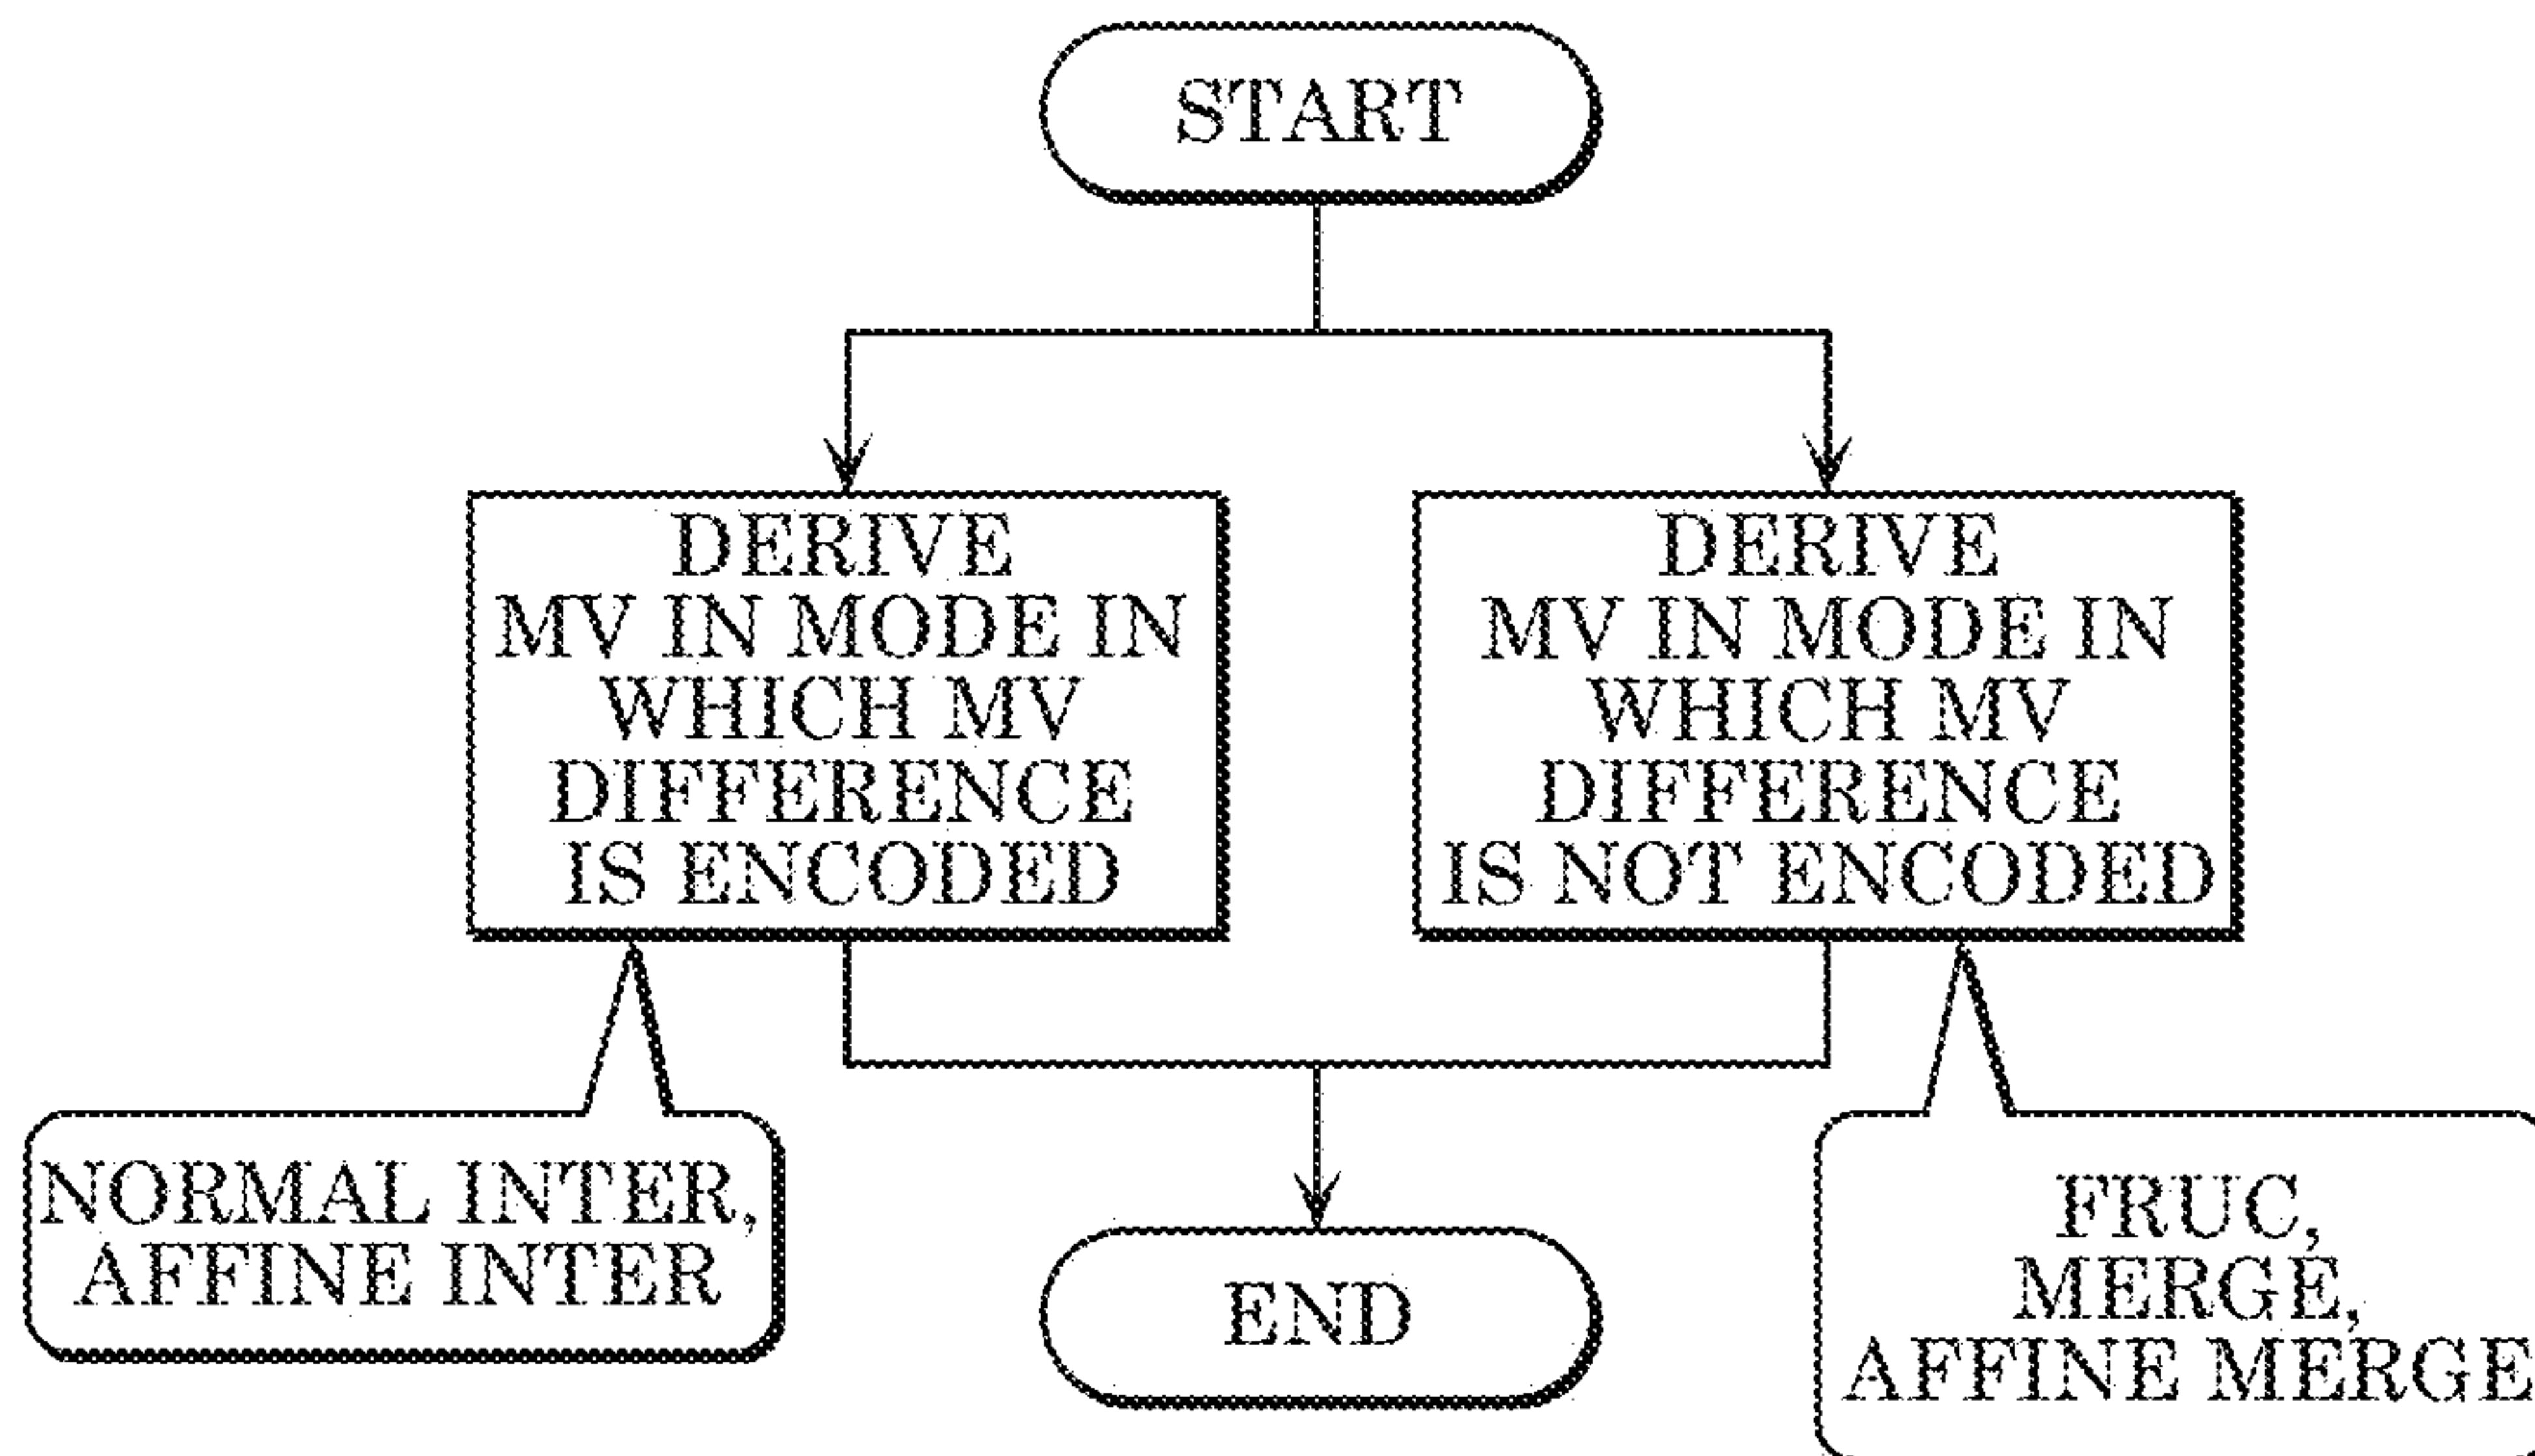 START
DERIVE
MV IN MODE IN
WHICH MV
DIFFERENCE
IS ENCODED
DERIVE
MV IN MODE IN
WHICH MV
DIFFERENCE
IS NOT ENCODED
NORMAL INTER,
AFFINE INTER
FRUC,
MERGE,
AFFINE MERGE
END